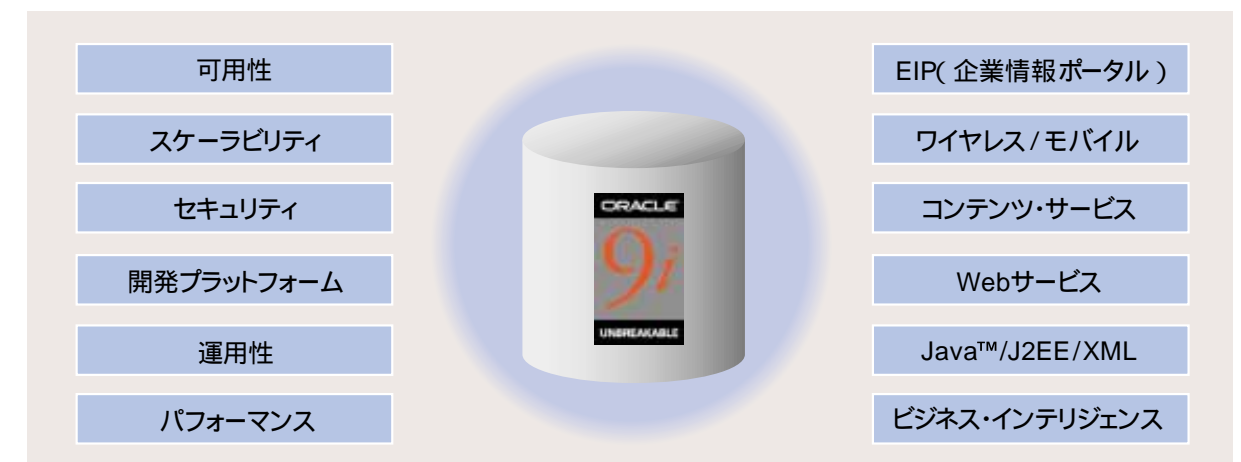 可用性
スケーラビリティ
セキュリティ
開発プラットフォーム
運用性
パフォーマンス
ORACLE
9i
UNBREAKABLE
EIP(企業情報ポータル)
ワイヤレス/モバイル
コンテンツ・サービス
Webサービス
Java™/J2EE/XML
ビジネス・インテリジェンス